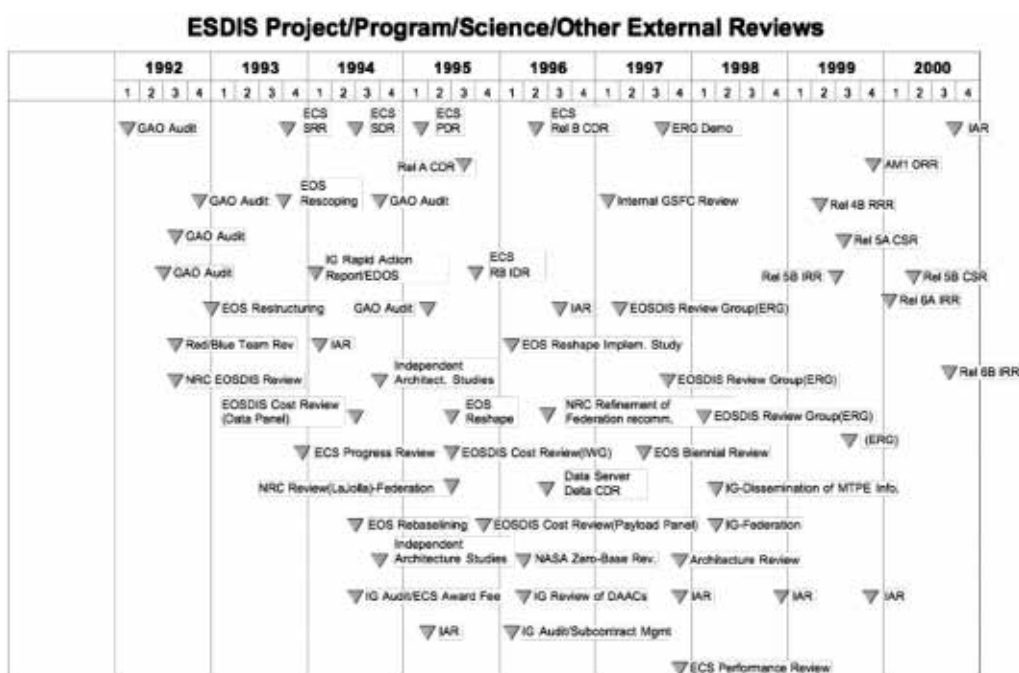 ESDIS Project/Program/Science/Other External Reviews
1992 1993 1994 1995 1996 1997 1998 1999 2000
1 2 3 4 1 2 3 4 1 2 3 4 1 2 3 4 1 2 3 4 1 2 3 4 1 2 3 4 1 2 3 4 1 2 3 4
ECS ECS ECS ECS
GAO Audit SRR SDR PDR Rel B CDR ERG Demo IAR
Rel A CDR AM1 ORR
EOS
GAO Audit Rescoping GAO Audit Internal GSFC Review Rel 4B RRR
GAO Audit Rel 5A CSR
IG Rapid Action ECS
GAO Audit Report/EDOS RB IDR Rel 5B IRR Rel 5B CSR
EOS Restructuring GAO Audit IAR EOSDIS Review Group(ERG) Rel 6A IRR
Red/Blue Team Rev IAR EOS Reshape Implem. Study
Independent
NRC EOSDIS Review Architect. Studies EOSDIS Review Group(ERG) Rel 6B IRR
EOSDIS Cost Review EOS NRC Refinement of
(Data Panel) Reshape Federation recomm. EOSDIS Review Group(ERG)
(ERG)
ECS Progress Review EOSDIS Cost Review(IWG) EOS Biennial Review
Data Server
NRC Review(LaJolla)-Federation Delta CDR IG-Dissemination of MTPE Info.
EOS Rebaselining EOSDIS Cost Review(Payload Panel) IG-Federation
Independent
Architecture Studies NASA Zero-Base Rev. Architecture Review
IG Audit/ECS Award Fee IG Review of DAACs IAR IAR IAR
IAR IG Audit/Subcontract Mgmt
ECS Performance Review